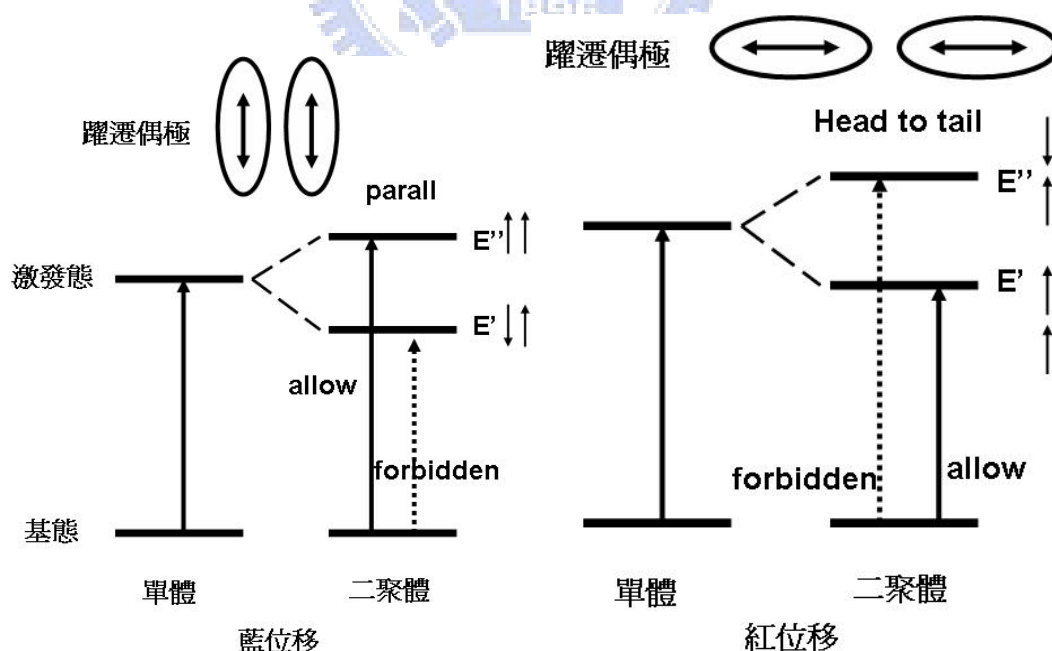 躍遷偶極
parall
E''
激發態
E'
allow
forbidden
基態
單體
二聚體
藍位移
躍遷偶極
Head to tail
E''
E'
forbidden
allow
單體
二聚體
紅位移